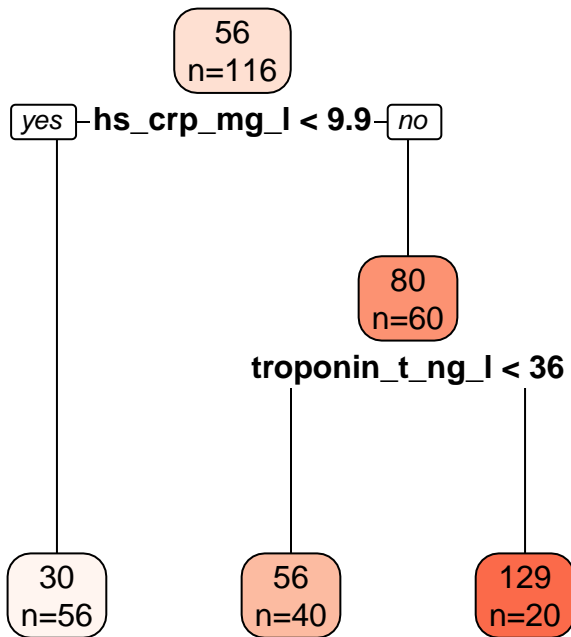 56
n=116
yes hs_crp_mg_l < 9.9 no
80
n=60
troponin_t_ng_l < 36
30
n=56
56
n=40
129
n=20